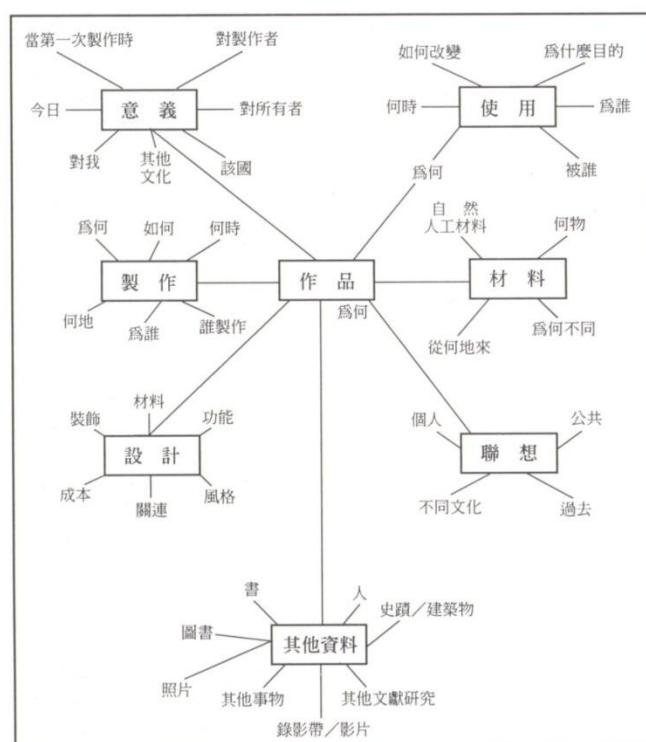 當第一次製作時
對製作者
今日
意義
對所有者
對我
其他
文化
該國
如何改變
爲什麼目的
何時
使用
爲誰
爲何
被誰
爲何
如何
何時
製作
何地
爲誰
誰製作
作品
爲何
自然
人工材料
何物
材料
從何地來
爲何不同
材料
裝飾
功能
設計
成本
關連
風格
個人
公共
聯想
不同文化
過去
書
人
史蹟／建築物
圖書
其他資料
照片
其他事物
其他文獻研究
錄影帶／影片